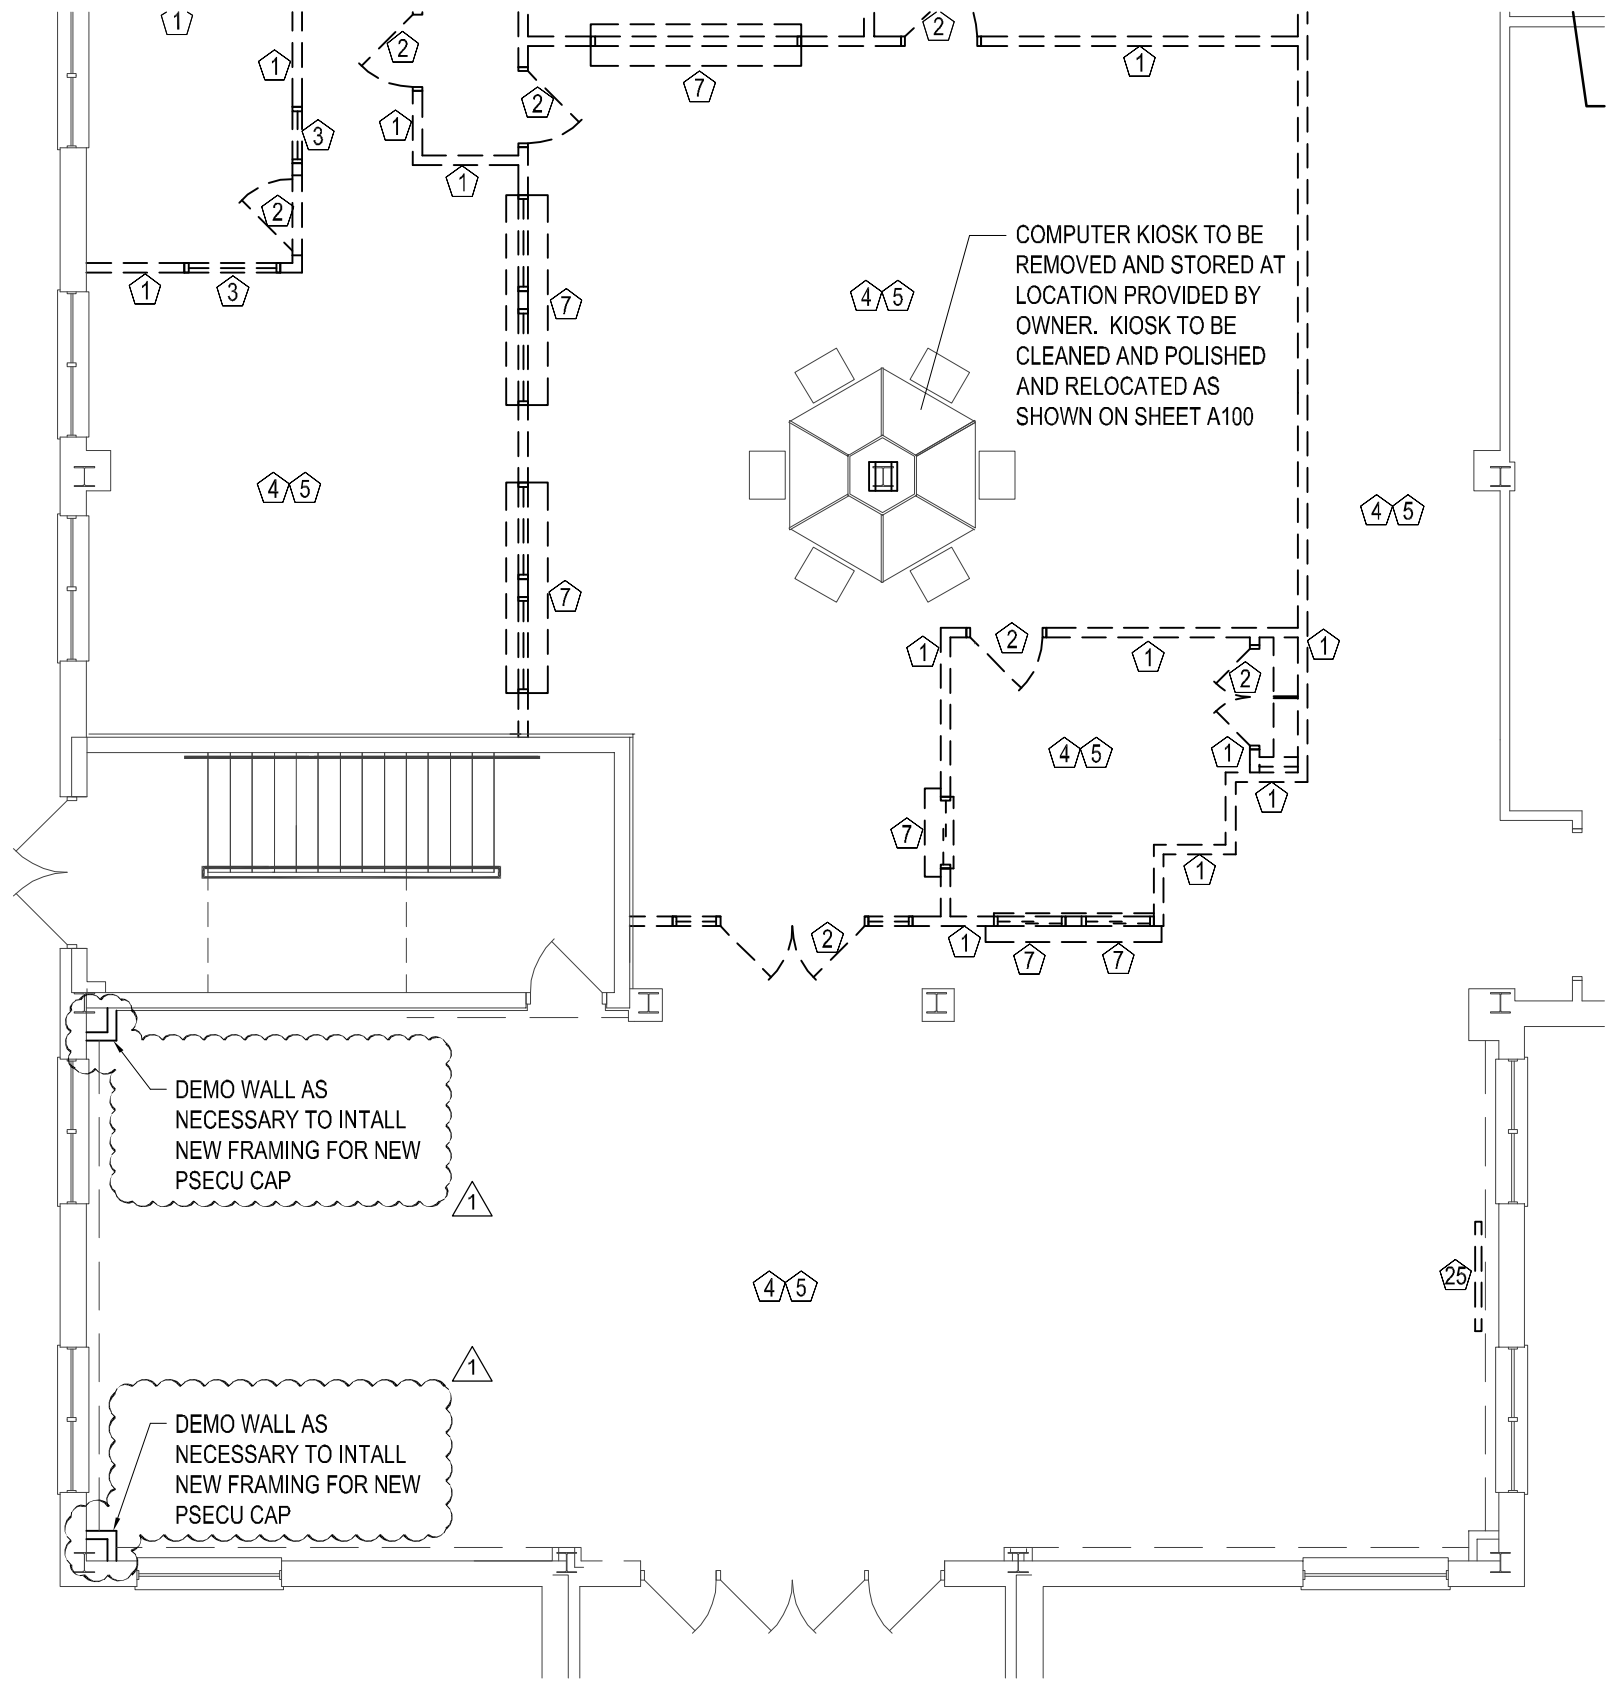 1
2
2
1
1
7
1
3
2
1
2
1
1
3
COMPUTER KIOSK TO BE
REMOVED AND STORED AT
LOCATION PROVIDED BY
OWNER.  KIOSK TO BE
CLEANED AND POLISHED
AND RELOCATED AS
SHOWN ON SHEET A100
4 5
7
4 5
4 5
7
1
2
1
1
2
4 5
1
1
7
1
2
1
7
7
DEMO WALL AS
NECESSARY TO INTALL
NEW FRAMING FOR NEW
PSECU CAP
1
4 5
25
1
DEMO WALL AS
NECESSARY TO INTALL
NEW FRAMING FOR NEW
PSECU CAP